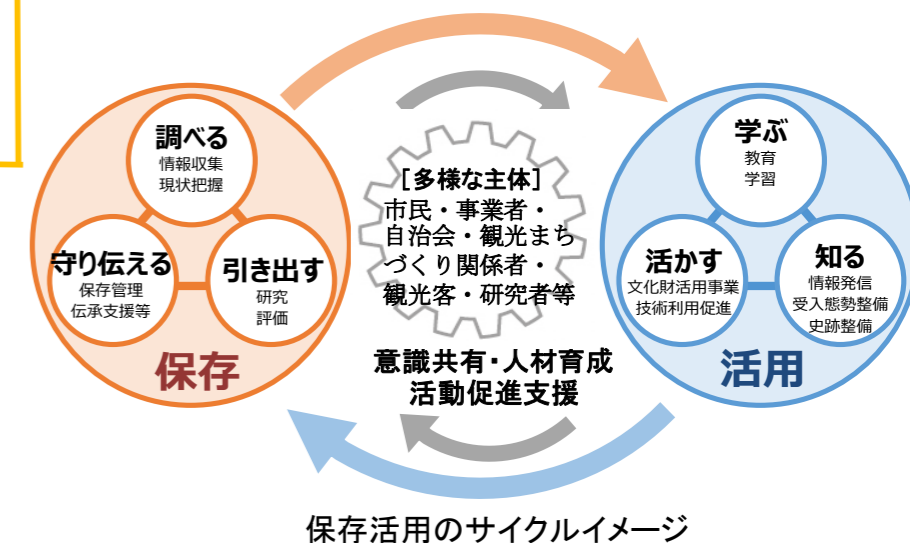 調べる
情報収集
現状把握
守り伝える
保存管理
伝承支援等
引き出す
研究
評価
保存
[多様な主体]
市民・事業者・
自治会・観光まち
づくり関係者・
観光客・研究者等
意識共有・人材育成
活動促進支援
学ぶ
教育
学習
活かす
文化財活用事業
技術利用促進
知る
情報発信
受入態勢整備
史跡整備
活用
保存活用のサイクルイメージ